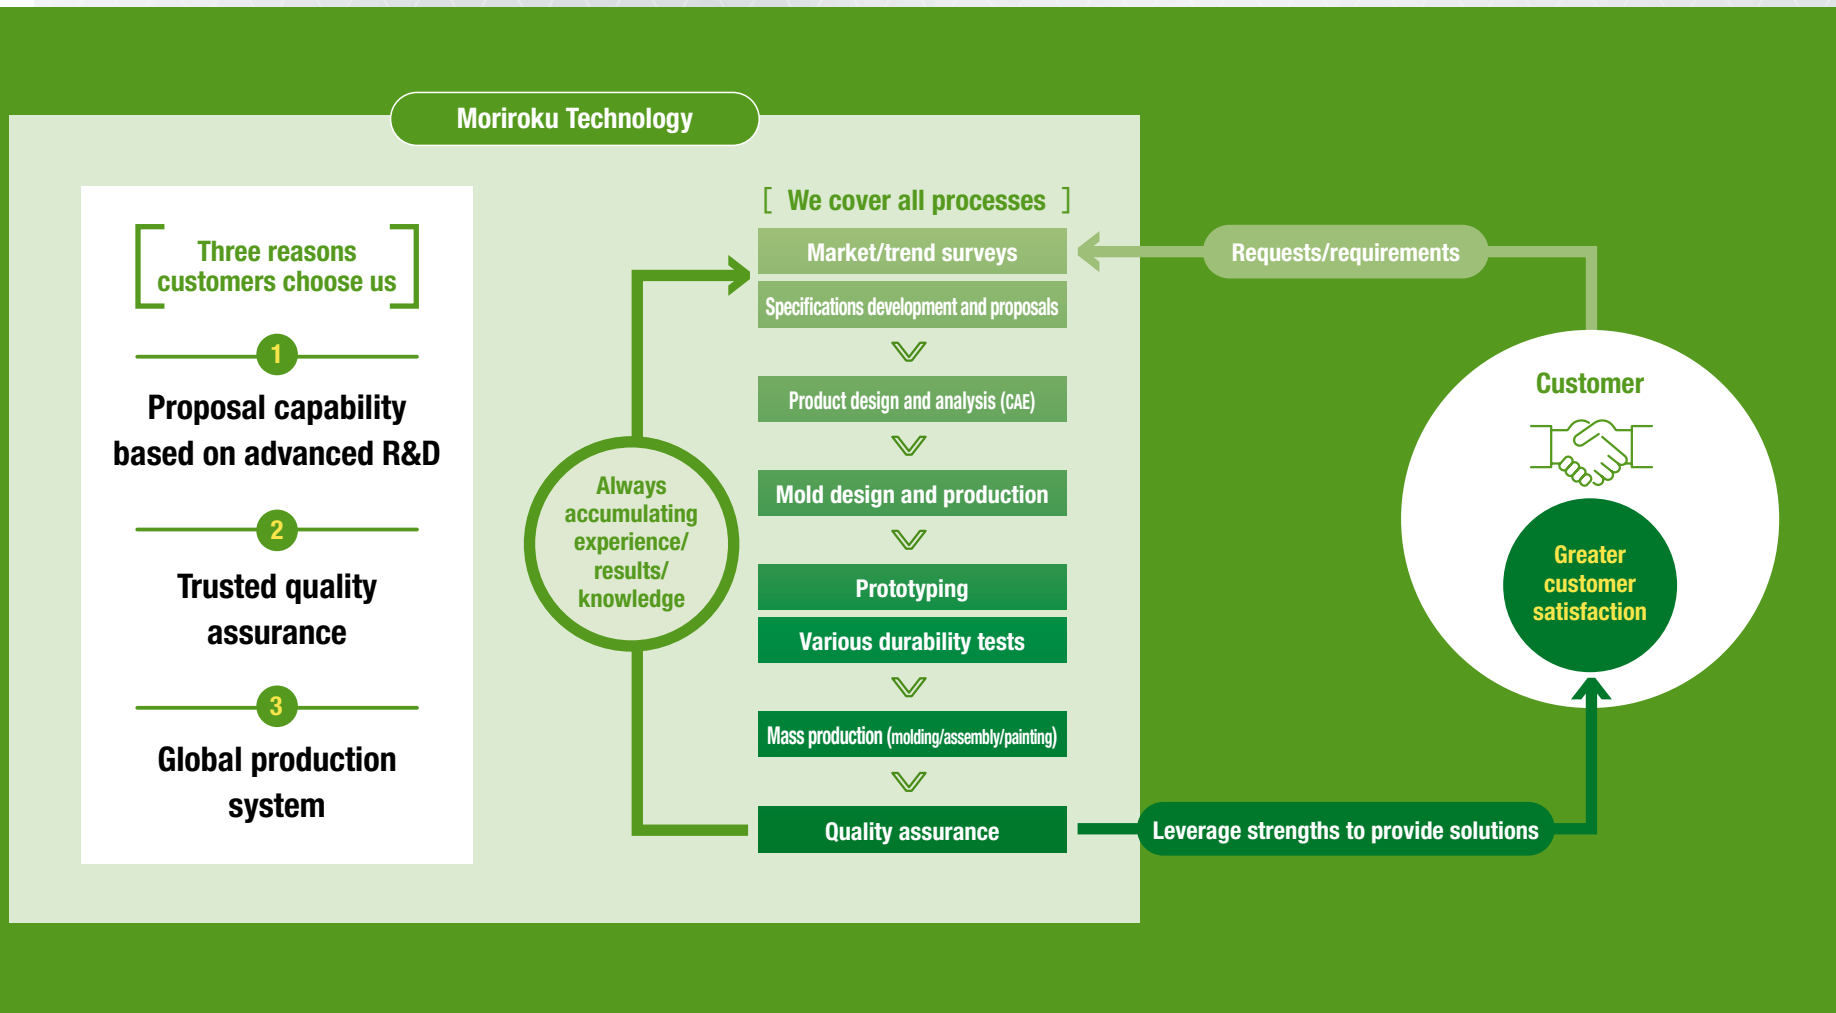 Moriroku Technology
Three reasons
customers choose us
1
Proposal capability
based on advanced R&D
2
Trusted quality
assurance
3
Global production
system
Always
accumulating
experience/
results/
knowledge
[ We cover all processes ]
Market/trend surveys
Specifications development and proposals
Product design and analysis (CAE)
Mold design and production
Prototyping
Various durability tests
Mass production (molding/assembly/painting)
Quality assurance
Requests/requirements
Customer
Greater
customer
satisfaction
Leverage strengths to provide solutions